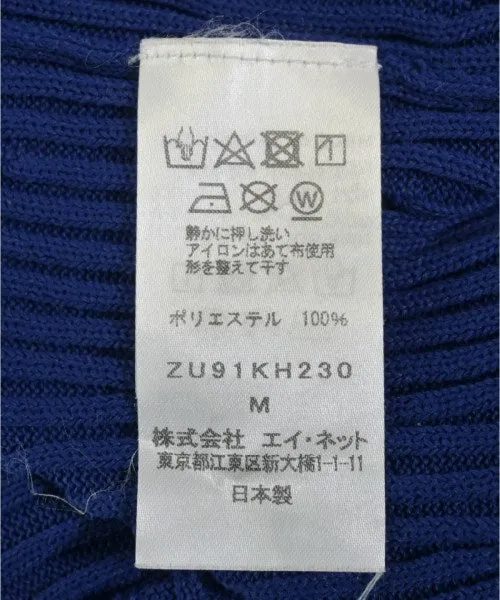 W
静かに押し洗い
アイロンはあて布使用
形を整えて干す
ポリエステル 100%
ZU91KH230
M
株式会社 エイ・ネット
東京都江東区新大橋1-1-11
日本製